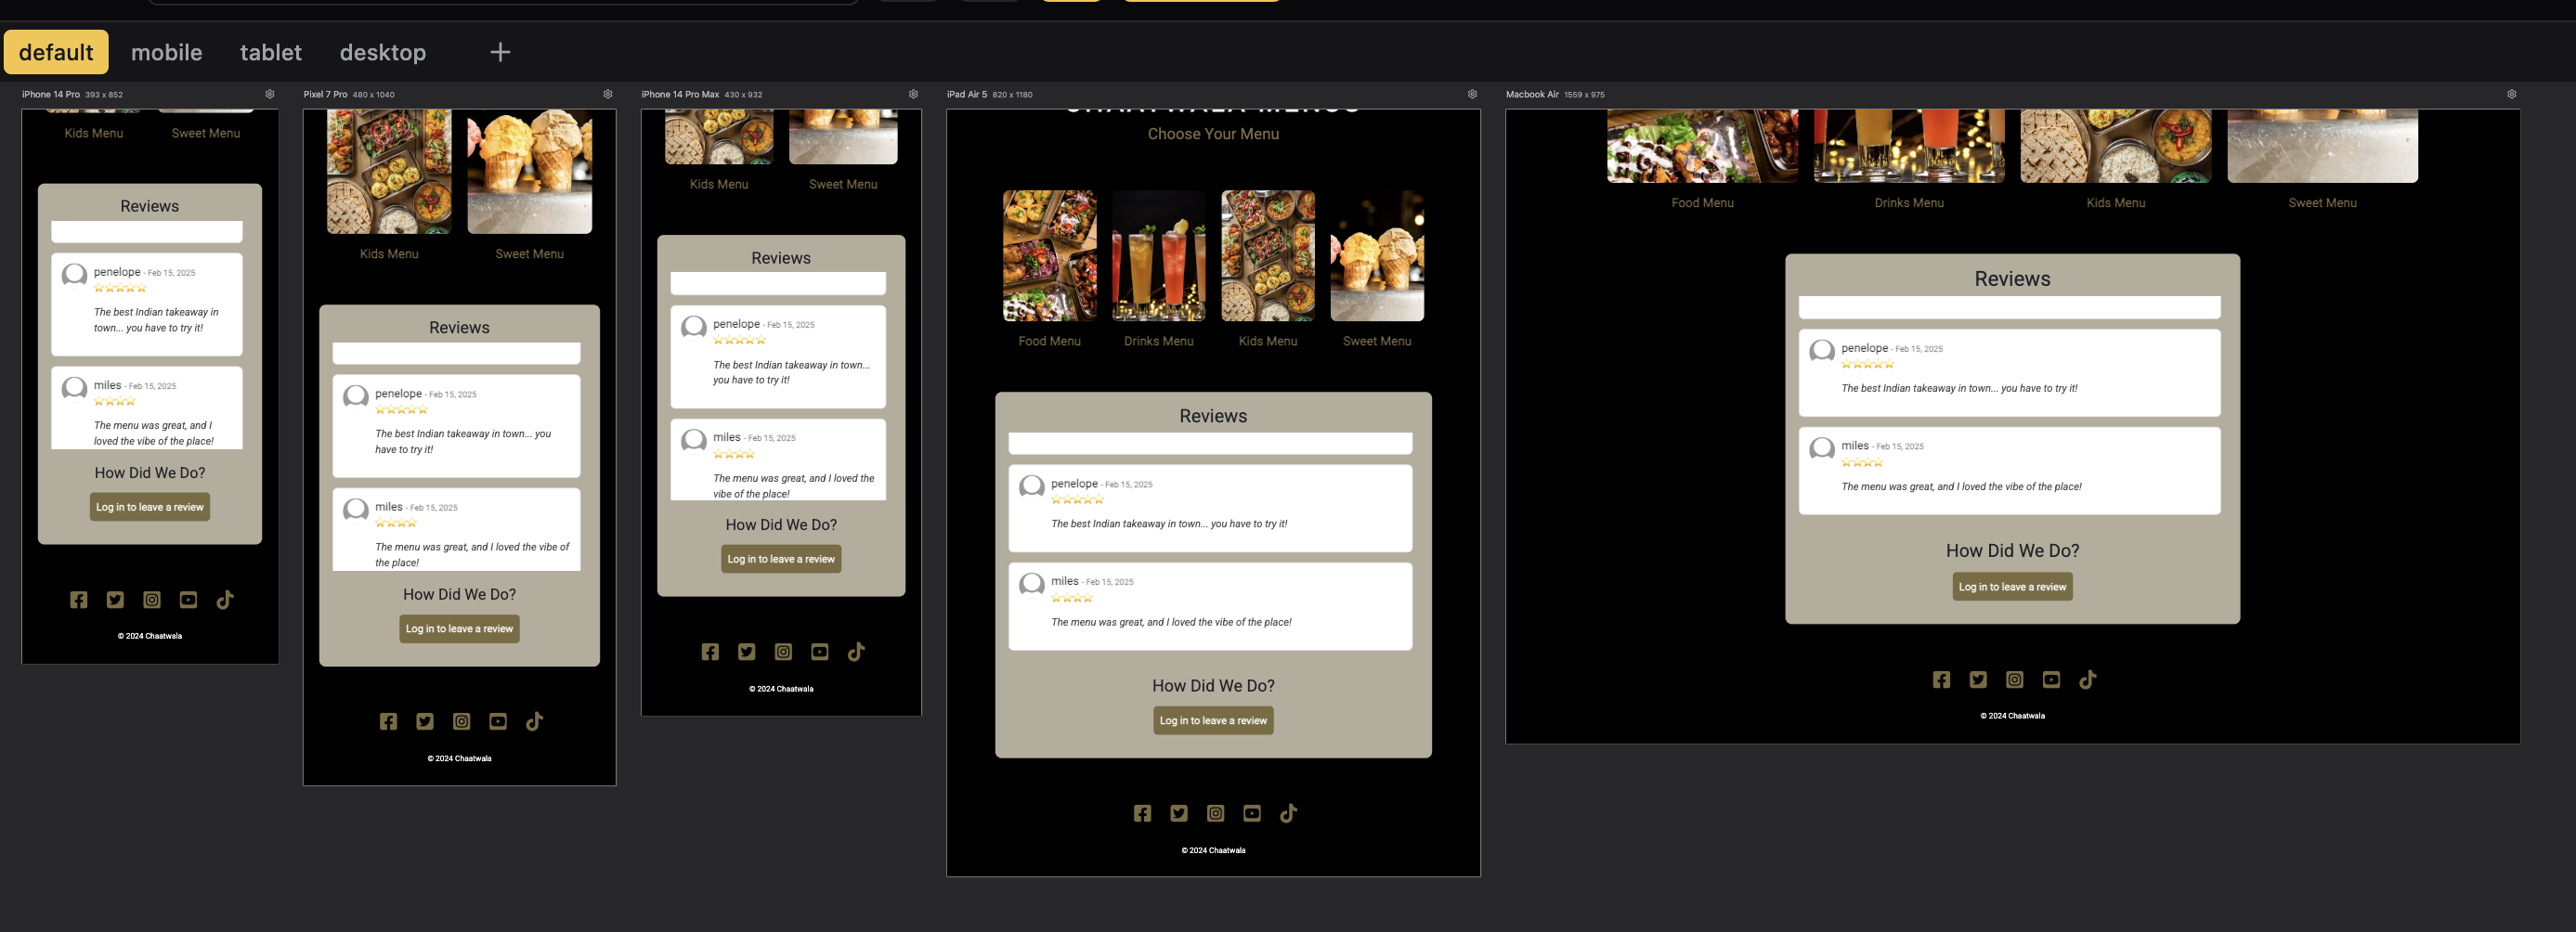 default mobile tablet desktop
iPhone 14 Pro 393 x 852
Kids Menu Sweet Menu
Reviews
penelope - Feb 15, 2025
The best Indian takeaway in
town... you have to try it!
miles - Feb 15, 2025
The menu was great, and I
loved the vibe of the place!
How Did We Do?
Log in to leave a review
© 2024 Chaatwala
Pixel 7 Pro 480 x 1040
Kids Menu Sweet Menu
Reviews
penelope - Feb 15, 2025
The best Indian takeaway in town... you
have to try it!
miles - Feb 15, 2025
The menu was great, and I loved the vibe of
the place!
How Did We Do?
Log in to leave a review
© 2024 Chaatwala
iPhone 14 Pro Max 430 x 932
Kids Menu Sweet Menu
Reviews
penelope - Feb 15, 2025
The best Indian takeaway in town...
you have to try it!
miles - Feb 15, 2025
The menu was great, and I loved the
vibe of the place!
How Did We Do?
Log in to leave a review
© 2024 Chaatwala
iPad Air 5 820 x 1180
CHAATWALA MENUS
Choose Your Menu
Food Menu Drinks Menu Kids Menu Sweet Menu
Reviews
penelope - Feb 15, 2025
The best Indian takeaway in town... you have to try it!
miles - Feb 15, 2025
The menu was great, and I loved the vibe of the place!
How Did We Do?
Log in to leave a review
© 2024 Chaatwala
Macbook Air 1559 x 975
Food Menu Drinks Menu Kids Menu Sweet Menu
Reviews
penelope - Feb 15, 2025
The best Indian takeaway in town... you have to try it!
miles - Feb 15, 2025
The menu was great, and I loved the vibe of the place!
How Did We Do?
Log in to leave a review
© 2024 Chaatwala